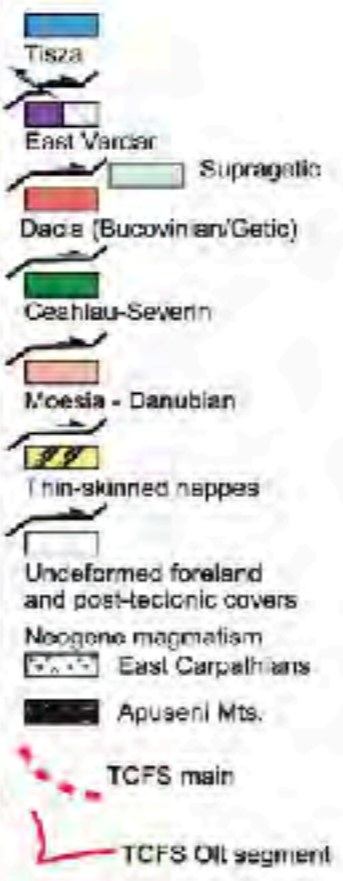 Tisza
East Vardar
Supragetic
Dacia (Bucovinian/Getic)
Ceahlau-Severin
Moesia - Danubian
Thin-skinned nappes
Undeformed foreland
and post-tectonic covers
Neogene magmatism
East Carpathians
Apuseni Mts.
TCFS main
TCFS Olt segment